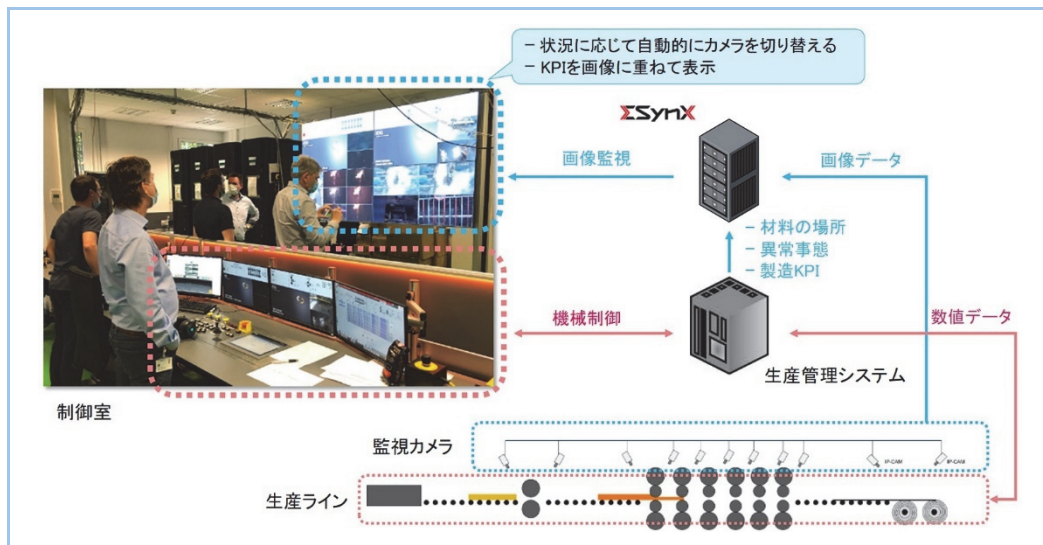 – 状況に応じて自動的にカメラを切り替える
– KPIを画像に重ねて表示
ΣSynX
画像監視
画像データ
– 材料の場所
– 異常事態
– 製造KPI
機械制御
数値データ
生産管理システム
制御室
監視カメラ
IP-CAM
IP-CAM
生産ライン